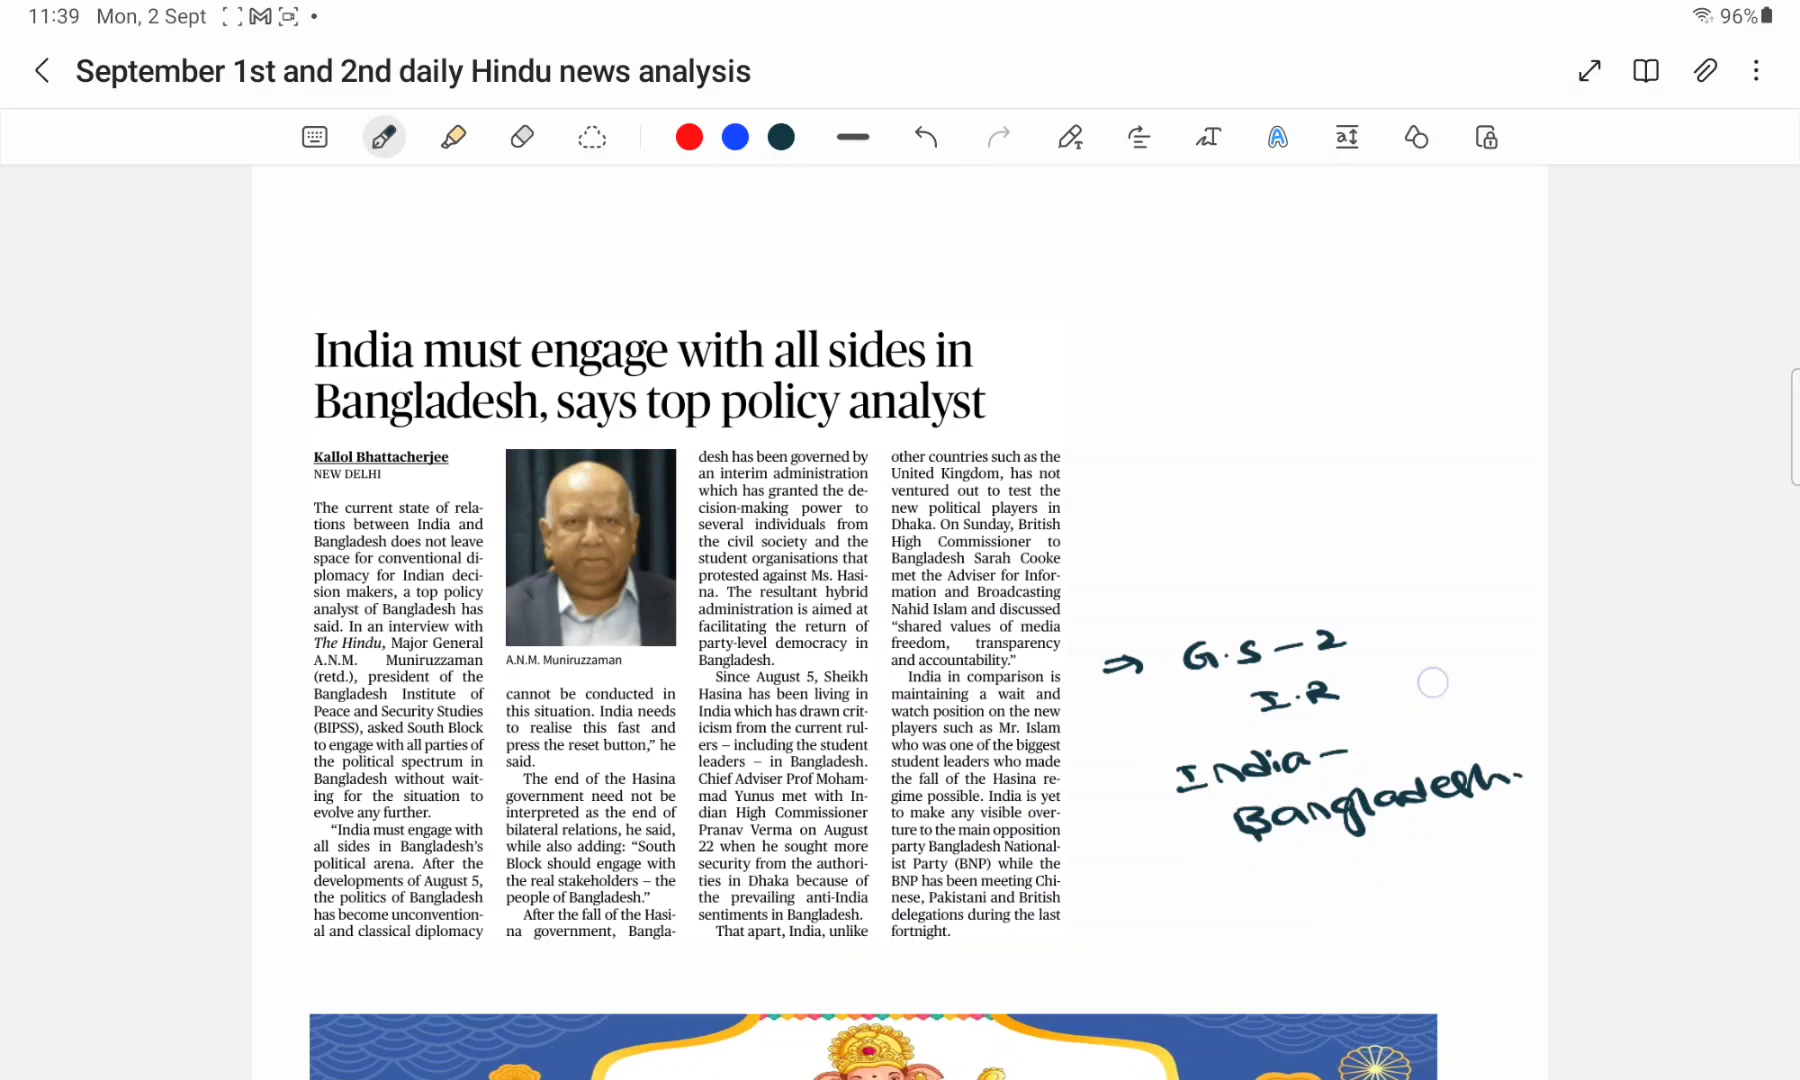 11:39 Mon, 2 Sept
96%
September 1st and 2nd daily Hindu news analysis
India must engage with all sides in
Bangladesh, says top policy analyst
Kallol Bhattacherjee
NEW DELHI
The current state of rela-
tions between India and
Bangladesh does not leave
space for conventional di-
plomacy for Indian deci-
sion makers, a top policy
analyst of Bangladesh has
said. In an interview with
The Hindu, Major General
A.N.M. Muniruzzaman
(retd.), president of the
Bangladesh Institute of
Peace and Security Studies
(BIPSS), asked South Block
to engage with all parties of
the political spectrum in
Bangladesh without wait-
ing for the situation to
evolve any further.
“India must engage with
all sides in Bangladesh’s
political arena. After the
developments of August 5,
the politics of Bangladesh
has become unconvention-
al and classical diplomacy
A.N.M. Muniruzzaman
cannot be conducted in
this situation. India needs
to realise this fast and
press the reset button,” he
said.
The end of the Hasina
government need not be
interpreted as the end of
bilateral relations, he said,
while also adding: “South
Block should engage with
the real stakeholders – the
people of Bangladesh.”
After the fall of the Hasi-
na government, Bangla-
desh has been governed by
an interim administration
which has granted the de-
cision-making power to
several individuals from
the civil society and the
student organisations that
protested against Ms. Hasi-
na. The resultant hybrid
administration is aimed at
facilitating the return of
party-level democracy in
Bangladesh.
Since August 5, Sheikh
Hasina has been living in
India which has drawn crit-
icism from the current rul-
ers – including the student
leaders – in Bangladesh.
Chief Adviser Prof Moham-
mad Yunus met with In-
dian High Commissioner
Pranav Verma on August
22 when he sought more
security from the authori-
ties in Dhaka because of
the prevailing anti-India
sentiments in Bangladesh.
That apart, India, unlike
other countries such as the
United Kingdom, has not
ventured out to test the
new political players in
Dhaka. On Sunday, British
High Commissioner to
Bangladesh Sarah Cooke
met the Adviser for Infor-
mation and Broadcasting
Nahid Islam and discussed
“shared values of media
freedom, transparency
and accountability.”
India in comparison is
maintaining a wait and
watch position on the new
players such as Mr. Islam
who was one of the biggest
student leaders who made
the fall of the Hasina re-
gime possible. India is yet
to make any visible over-
ture to the main opposition
party Bangladesh National-
ist Party (BNP) while the
BNP has been meeting Chi-
nese, Pakistani and British
delegations during the last
fortnight.
⇒ G.S – 2
I.R
India –
Bangladesh.